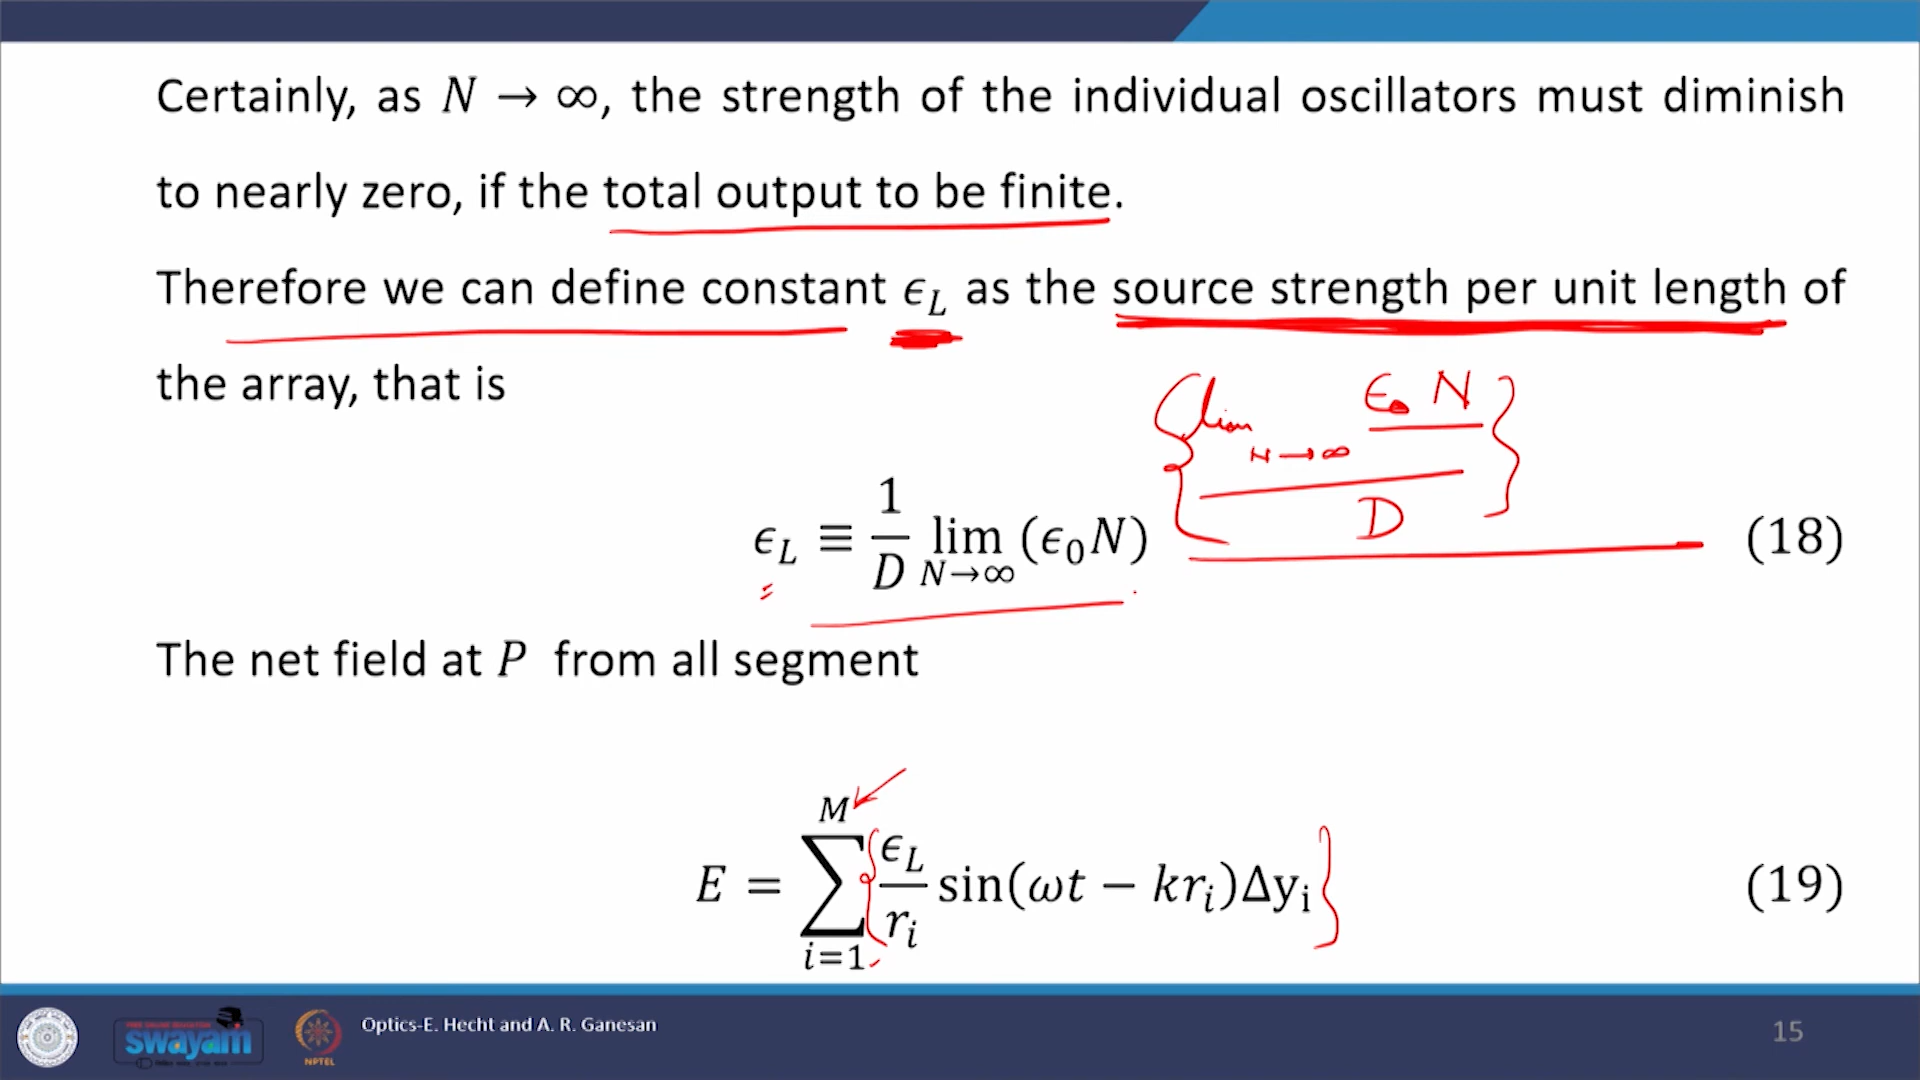 Certainly, as N → ∞, the strength of the individual oscillators must diminish
to nearly zero, if the total output to be finite.
Therefore we can define constant ϵ_L as the source strength per unit length of
the array, that is
{lim N→∞ ϵ₀ N / D}
ϵ_L ≡ 1/D lim N→∞ (ϵ₀N) (18)
The net field at P from all segment
E = ∑_{i=1}^{M} {ϵ_L/r_i sin(ωt − kr_i)Δy_i} (19)
swayam
NPTEL
Optics-E. Hecht and A. R. Ganesan
15